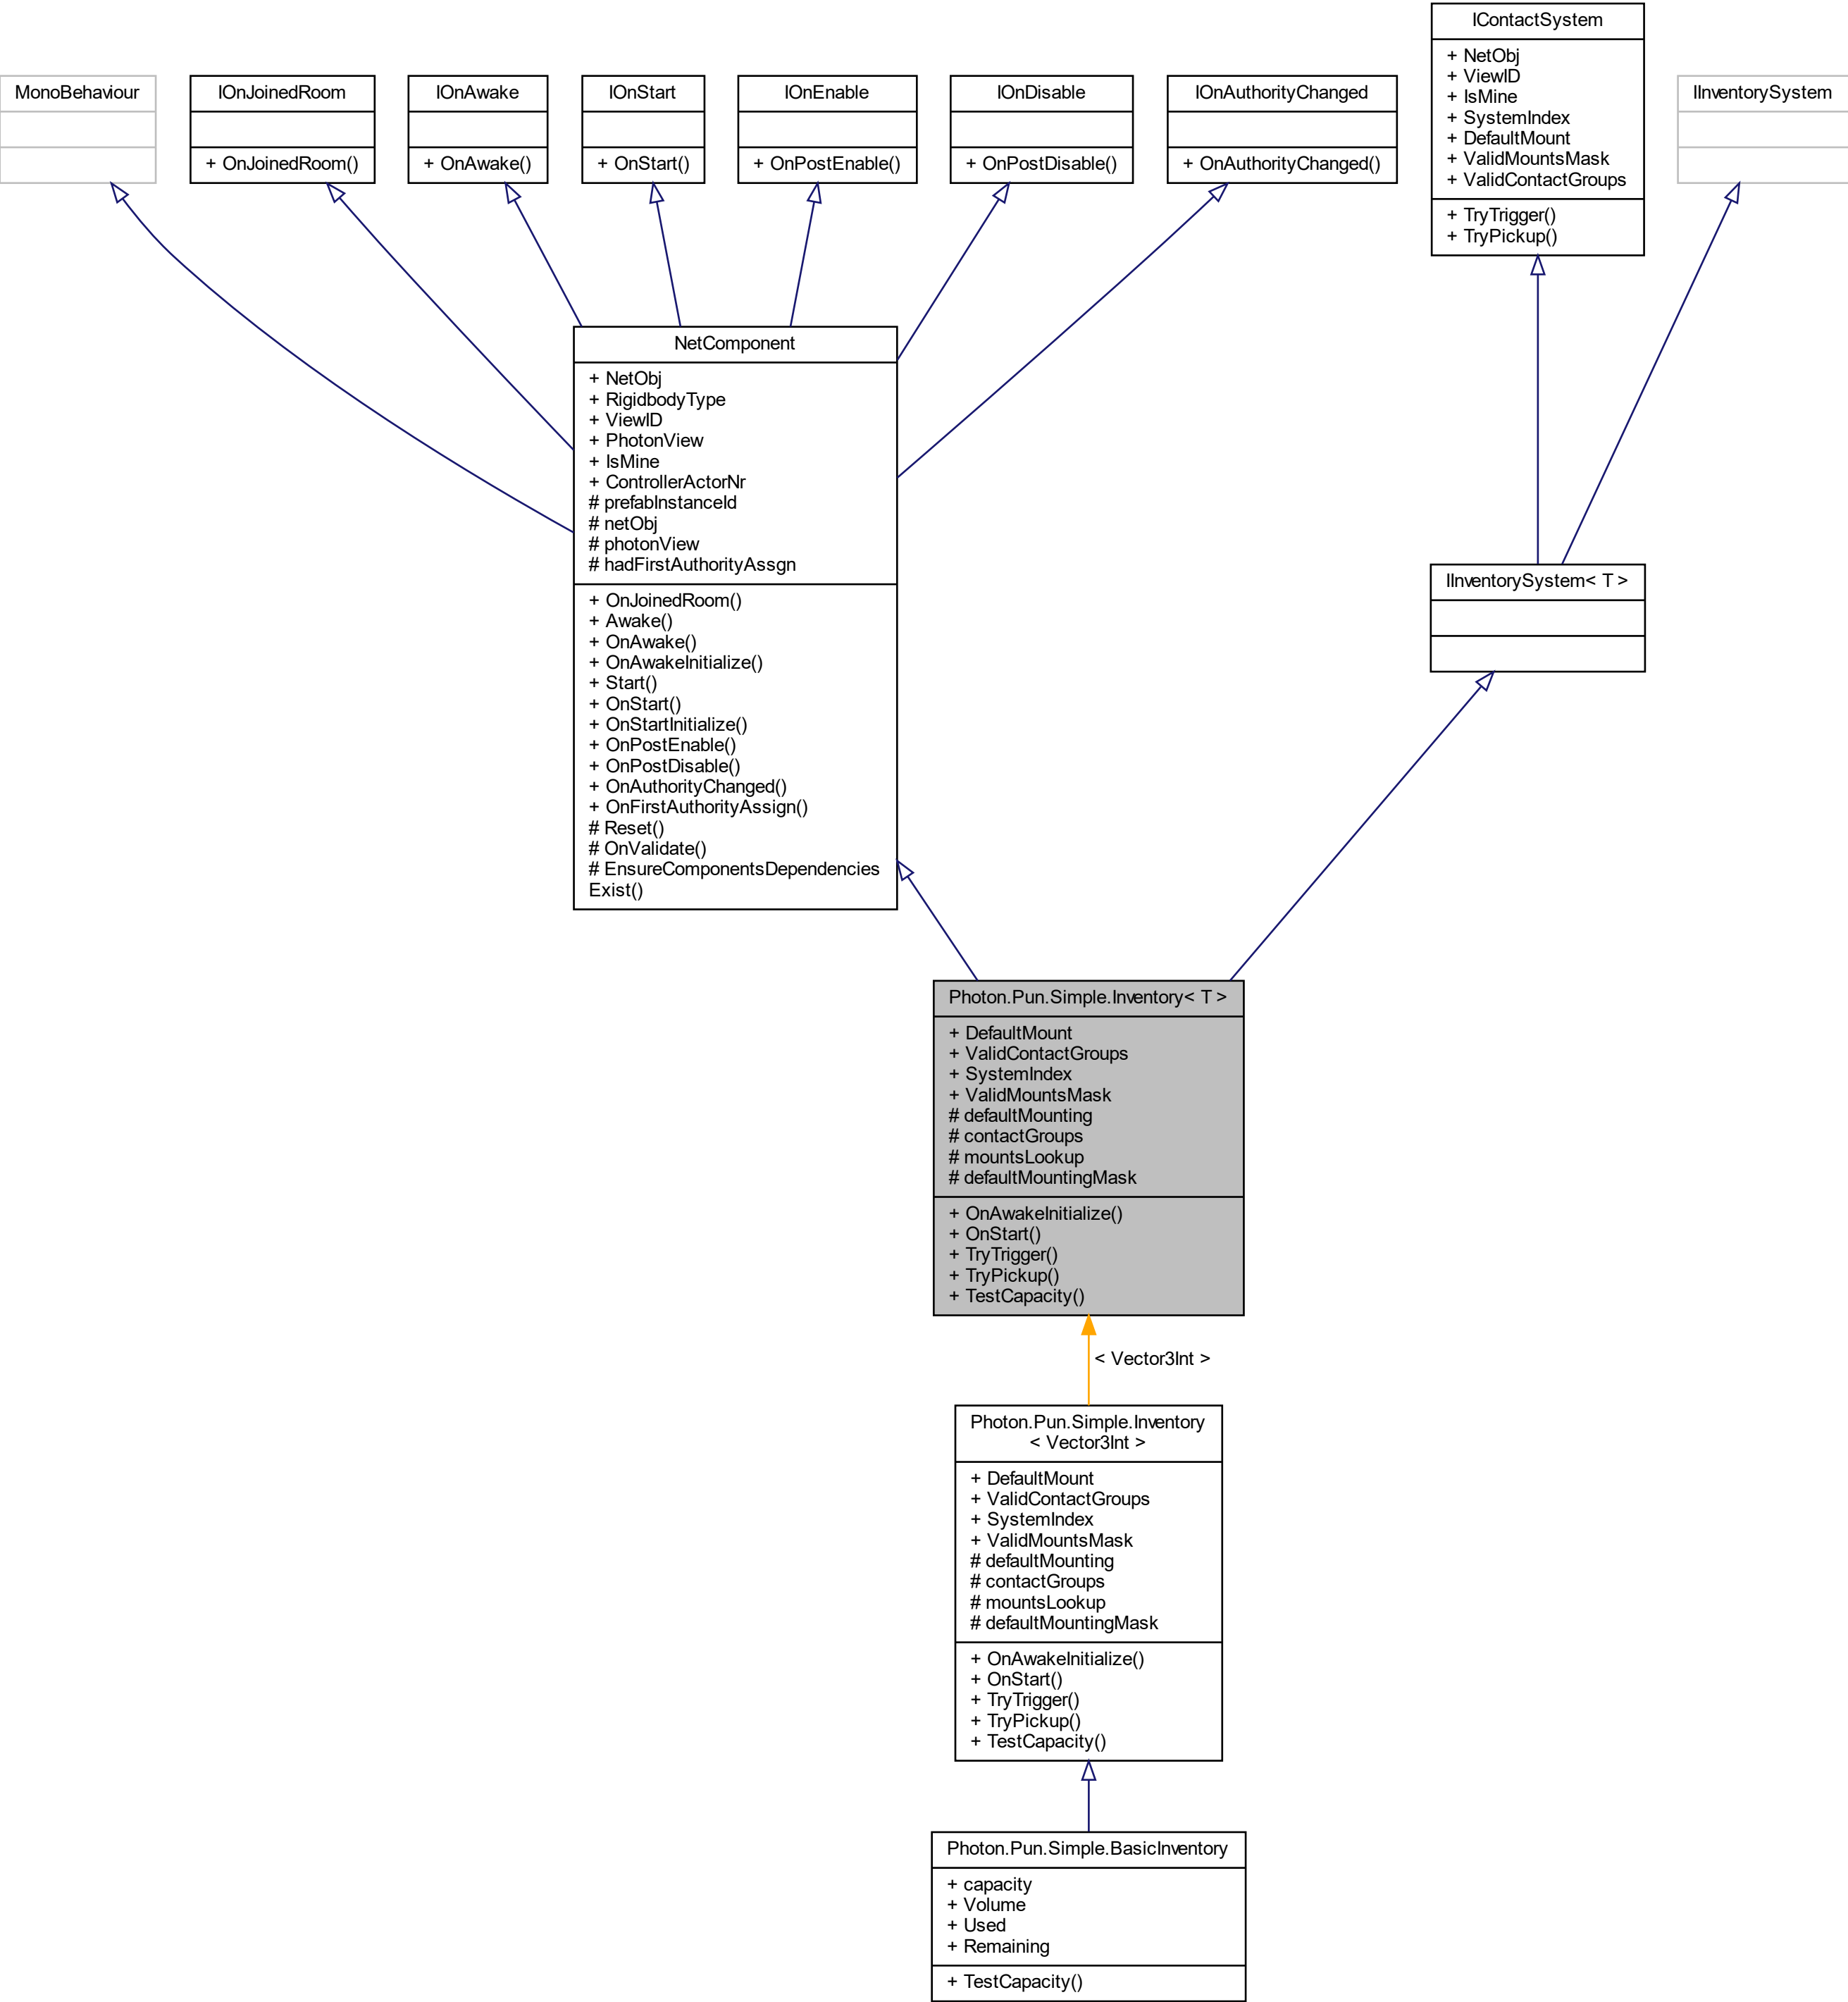 MonoBehaviour
IOnJoinedRoom
+ OnJoinedRoom()
IOnAwake
+ OnAwake()
IOnStart
+ OnStart()
IOnEnable
+ OnPostEnable()
IOnDisable
+ OnPostDisable()
IOnAuthorityChanged
+ OnAuthorityChanged()
IContactSystem
+ NetObj
+ ViewID
+ IsMine
+ SystemIndex
+ DefaultMount
+ ValidMountsMask
+ ValidContactGroups
+ TryTrigger()
+ TryPickup()
IInventorySystem
NetComponent
+ NetObj
+ RigidbodyType
+ ViewID
+ PhotonView
+ IsMine
+ ControllerActorNr
# prefabInstanceId
# netObj
# photonView
# hadFirstAuthorityAssgn
+ OnJoinedRoom()
+ Awake()
+ OnAwake()
+ OnAwakeInitialize()
+ Start()
+ OnStart()
+ OnStartInitialize()
+ OnPostEnable()
+ OnPostDisable()
+ OnAuthorityChanged()
+ OnFirstAuthorityAssign()
# Reset()
# OnValidate()
# EnsureComponentsDependencies
Exist()
IInventorySystem< T >
Photon.Pun.Simple.Inventory< T >
+ DefaultMount
+ ValidContactGroups
+ SystemIndex
+ ValidMountsMask
# defaultMounting
# contactGroups
# mountsLookup
# defaultMountingMask
+ OnAwakeInitialize()
+ OnStart()
+ TryTrigger()
+ TryPickup()
+ TestCapacity()
< Vector3Int >
Photon.Pun.Simple.Inventory
< Vector3Int >
+ DefaultMount
+ ValidContactGroups
+ SystemIndex
+ ValidMountsMask
# defaultMounting
# contactGroups
# mountsLookup
# defaultMountingMask
+ OnAwakeInitialize()
+ OnStart()
+ TryTrigger()
+ TryPickup()
+ TestCapacity()
Photon.Pun.Simple.BasicInventory
+ capacity
+ Volume
+ Used
+ Remaining
+ TestCapacity()